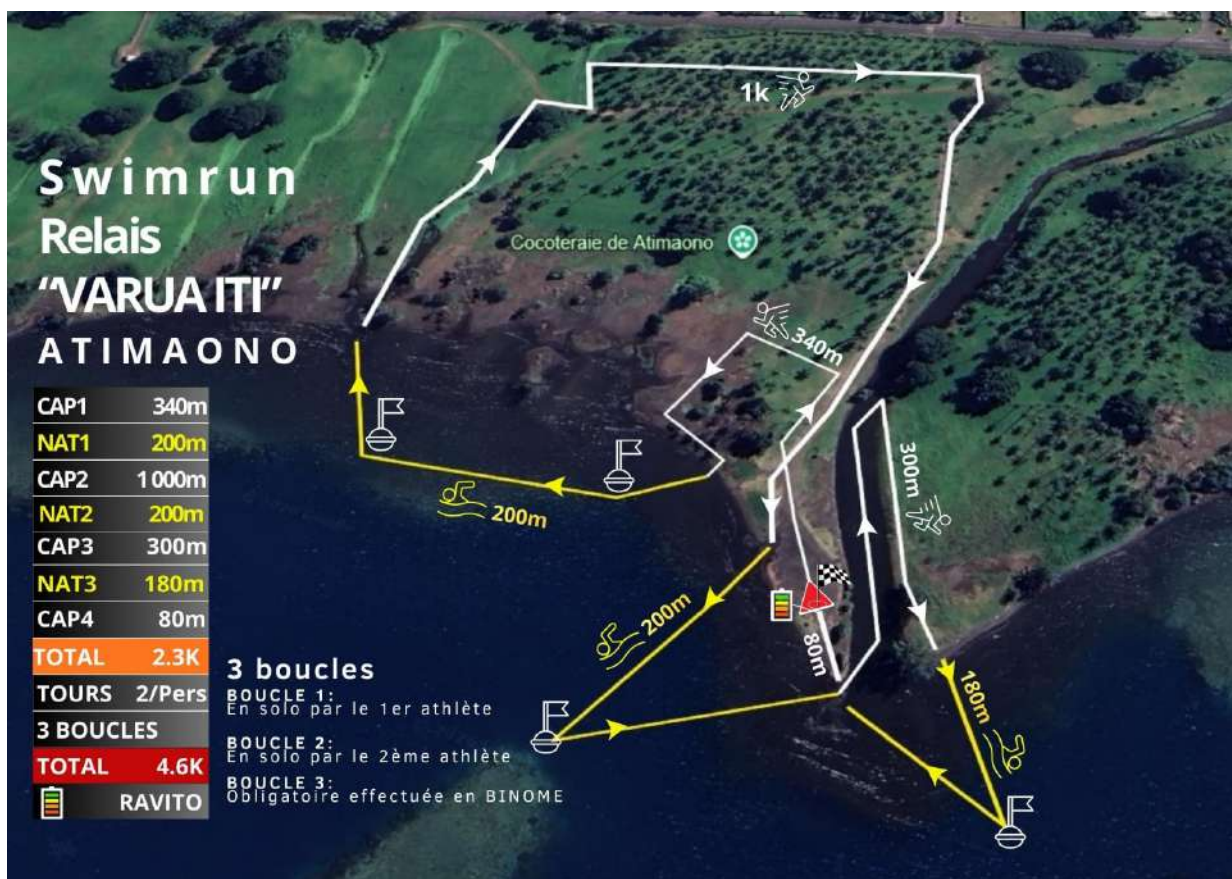 Swimrun
Relais
“VARUA ITI”
ATIMAONO
CAP1 340m
NAT1 200m
CAP2 1 000m
NAT2 200m
CAP3 300m
NAT3 180m
CAP4 80m
TOTAL 2.3K
TOURS 2/Pers
3 BOUCLES
TOTAL 4.6K
RAVITO
3 boucles
BOUCLE 1:
En solo par le 1er athlète
BOUCLE 2:
En solo par le 2ème athlète
BOUCLE 3:
Obligatoire effectuée en BINOME
1k
Cocoteraie de Atimaono
340m
200m
300m
200m
80m
180m